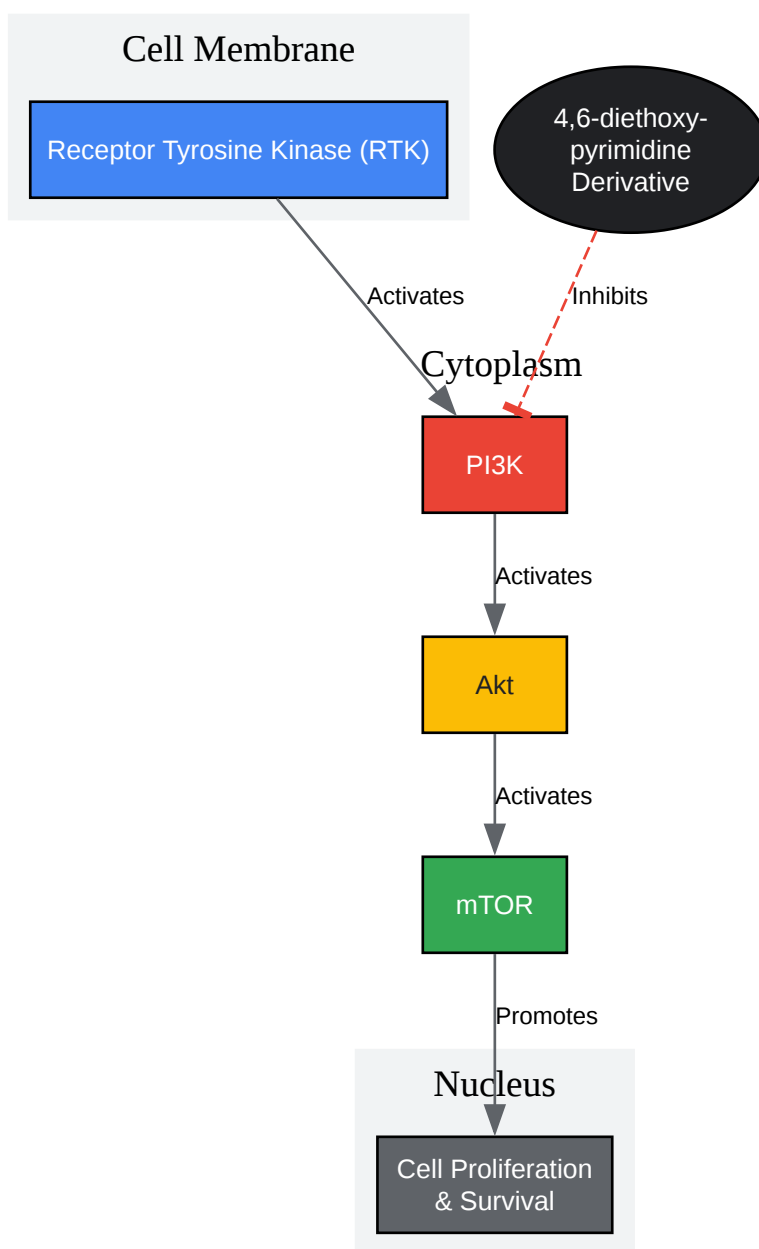 Cell Membrane
Receptor Tyrosine Kinase (RTK)
4,6-diethoxy-
pyrimidine
Derivative
Activates
Inhibits
Cytoplasm
PI3K
Activates
Akt
Activates
mTOR
Promotes
Nucleus
Cell Proliferation
& Survival